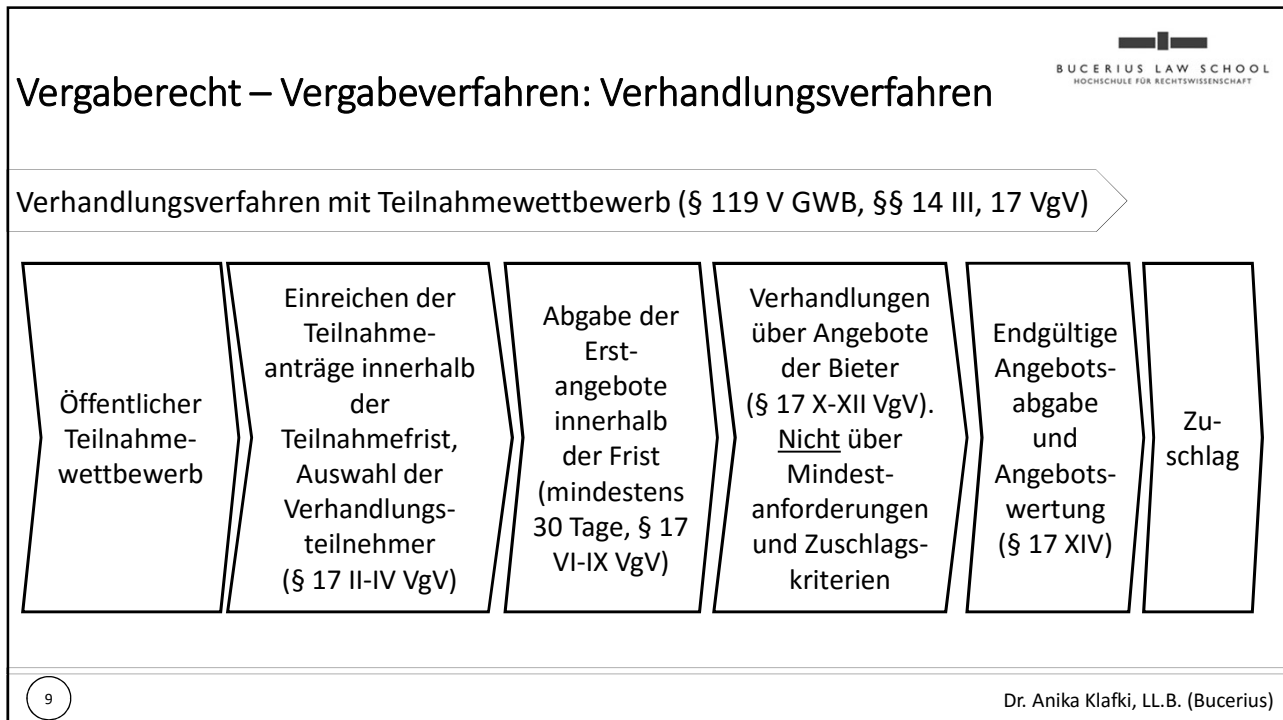 BUCERIUS LAW SCHOOL
HOCHSCHULE FÜR RECHTSWISSENSCHAFT
Vergaberecht – Vergabeverfahren: Verhandlungsverfahren
Verhandlungsverfahren mit Teilnahmewettbewerb (§ 119 V GWB, §§ 14 III, 17 VgV)
Öffentlicher
Teilnahme-
wettbewerb
Einreichen der
Teilnahme-
anträge innerhalb
der
Teilnahmefrist,
Auswahl der
Verhandlungs-
teilnehmer
(§ 17 II-IV VgV)
Abgabe der
Erst-
angebote
innerhalb
der Frist
(mindestens
30 Tage, § 17
VI-IX VgV)
Verhandlungen
über Angebote
der Bieter
(§ 17 X-XII VgV).
Nicht über
Mindest-
anforderungen
und Zuschlags-
kriterien
Endgültige
Angebots-
abgabe
und
Angebots-
wertung
(§ 17 XIV)
Zu-
schlag
9
Dr. Anika Klafki, LL.B. (Bucerius)